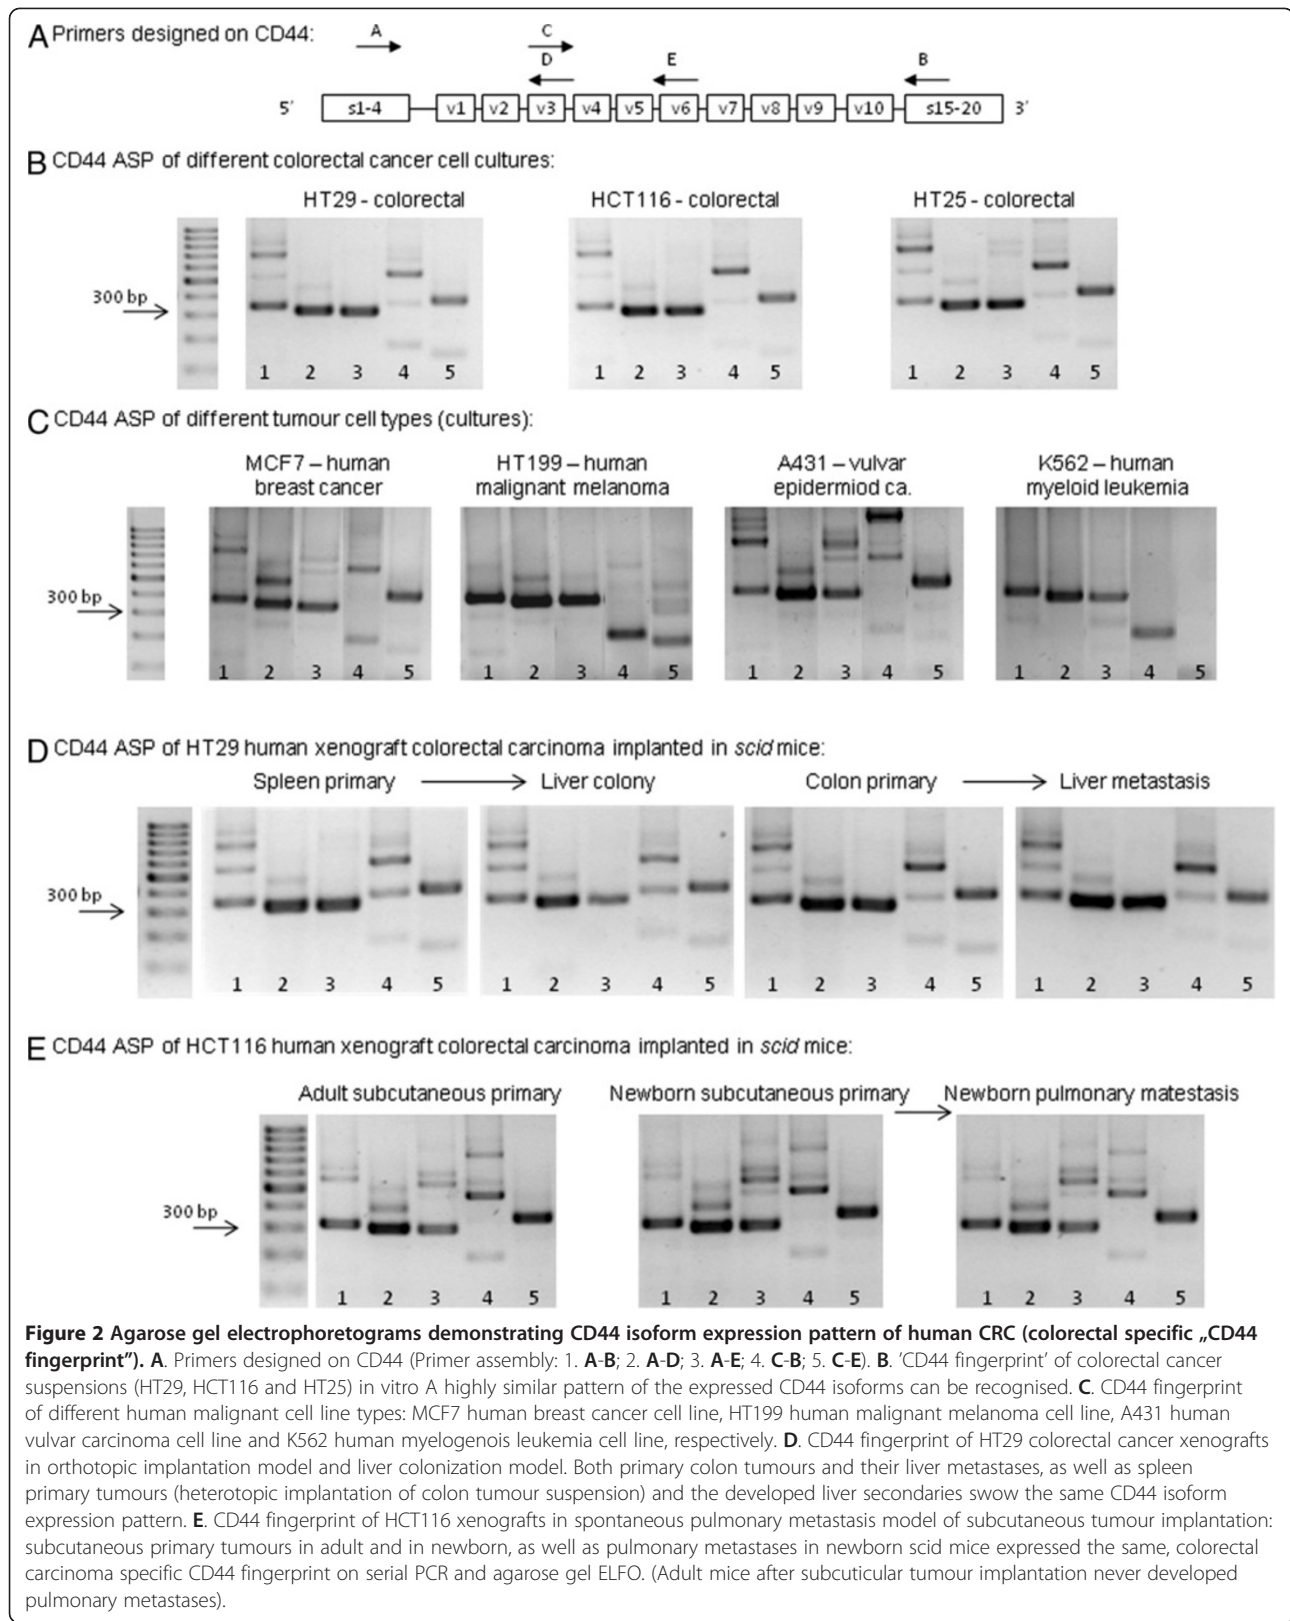 A Primers designed on CD44:
A C
D E B
5' s1-4 v1 v2 v3 v4 v5 v6 v7 v8 v9 v10 s15-20 3'
B CD44 ASP of different colorectal cancer cell cultures:
HT29 - colorectal HCT116 - colorectal HT25 - colorectal
300 bp
1 2 3 4 5 1 2 3 4 5 1 2 3 4 5
C CD44 ASP of different tumour cell types (cultures):
MCF7 – human HT199 – human A431 – vulvar K562 – human
breast cancer malignant melanoma epidermiod ca. myeloid leukemia
300 bp
1 2 3 4 5 1 2 3 4 5 1 2 3 4 5 1 2 3 4 5
D CD44 ASP of HT29 human xenograft colorectal carcinoma implanted in scid mice:
Spleen primary Liver colony Colon primary Liver metastasis
300 bp
1 2 3 4 5 1 2 3 4 5 1 2 3 4 5 1 2 3 4 5
E CD44 ASP of HCT116 human xenograft colorectal carcinoma implanted in scid mice:
Adult subcutaneous primary Newborn subcutaneous primary Newborn pulmonary matestasis
300 bp
1 2 3 4 5 1 2 3 4 5 1 2 3 4 5
Figure 2 Agarose gel electrophoretograms demonstrating CD44 isoform expression pattern of human CRC (colorectal specific „CD44
fingerprint"). A. Primers designed on CD44 (Primer assembly: 1. A-B; 2. A-D; 3. A-E; 4. C-B; 5. C-E). B. 'CD44 fingerprint' of colorectal cancer
suspensions (HT29, HCT116 and HT25) in vitro A highly similar pattern of the expressed CD44 isoforms can be recognised. C. CD44 fingerprint
of different human malignant cell line types: MCF7 human breast cancer cell line, HT199 human malignant melanoma cell line, A431 human
vulvar carcinoma cell line and K562 human myelogenois leukemia cell line, respectively. D. CD44 fingerprint of HT29 colorectal cancer xenografts
in orthotopic implantation model and liver colonization model. Both primary colon tumours and their liver metastases, as well as spleen
primary tumours (heterotopic implantation of colon tumour suspension) and the developed liver secondaries swow the same CD44 isoform
expression pattern. E. CD44 fingerprint of HCT116 xenografts in spontaneous pulmonary metastasis model of subcutaneous tumour implantation:
subcutaneous primary tumours in adult and in newborn, as well as pulmonary metastases in newborn scid mice expressed the same, colorectal
carcinoma specific CD44 fingerprint on serial PCR and agarose gel ELFO. (Adult mice after subcuticular tumour implantation never developed
pulmonary metastases).